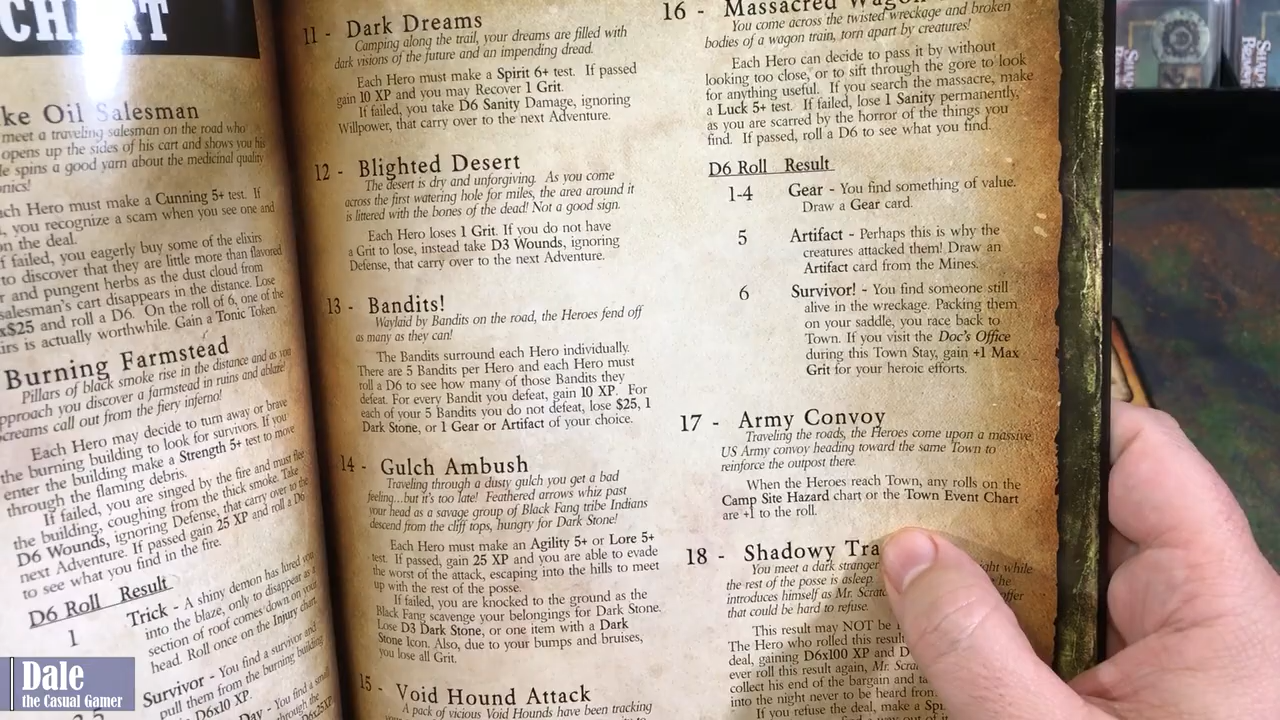 CHART
ke Oil Salesman
meet a traveling salesman on the road who
opens up the sides of his cart and shows you his
le spins a good yarn about the medicinal quality
onics!
ach Hero must make a Cunning 5+ test. If
, you recognize a scam when you see one and
on the deal.
f failed, you eagerly buy some of the elixirs
to discover that they are little more than flavored
r and pungent herbs as the dust cloud from
salesman's cart disappears in the distance. Lose
x$25 and roll a D6. On the roll of 6, one of the
irs is actually worthwhile. Gain a Tonic Token.
Burning Farmstead
Pillars of black smoke rise in the distance and as you
approach you discover a farmstead in ruins and ablaze!
screams call out from the fiery inferno!
Each Hero may decide to turn away or brave
the burning building to look for survivors. If you
enter the building make a Strength 5+ test to move
through the flaming debris.
If failed, you are singed by the fire and must flee
the building, coughing from the thick smoke. Take
D6 Wounds, ignoring Defense, that carry over to the
next Adventure. If passed gain 25 XP and roll a D6
to see what you find in the fire.
D6 Roll Result
1 Trick - A shiny demon has lured you
into the blaze, only to disappear as a
section of roof comes down on your
head. Roll once on the Injury chart.
Survivor - You find a survivor and
pull them from the burning building
D6x10 XP.
Day - You find a small
through the
11 - Dark Dreams
Camping along the trail, your dreams are filled with
dark visions of the future and an impending dread.
Each Hero must make a Spirit 6+ test. If passed
gain 10 XP and you may Recover 1 Grit.
If failed, you take D6 Sanity Damage, ignoring
Willpower, that carry over to the next Adventure.
12 - Blighted Desert
The desert is dry and unforgiving. As you come
across the first watering hole for miles, the area around it
is littered with the bones of the dead! Not a good sign.
Each Hero loses 1 Grit. If you do not have
a Grit to lose, instead take D3 Wounds, ignoring
Defense, that carry over to the next Adventure.
13 - Bandits!
Waylaid by Bandits on the road, the Heroes fend off
as many as they can!
The Bandits surround each Hero individually.
There are 5 Bandits per Hero and each Hero must
roll a D6 to see how many of those Bandits they
defeat. For every Bandit you defeat, gain 10 XP. For
each of your 5 Bandits you do not defeat, lose $25, 1
Dark Stone, or 1 Gear or Artifact of your choice.
14 - Gulch Ambush
Traveling through a dusty gulch you get a bad
feeling...but it's too late! Feathered arrows whiz past
your head as a savage group of Black Fang tribe Indians
descend from the cliff tops, hungry for Dark Stone!
Each Hero must make an Agility 5+ or Lore 5+
test. If passed, gain 25 XP and you are able to evade
the worst of the attack, escaping into the hills to meet
up with the rest of the posse.
If failed, you are knocked to the ground as the
Black Fang scavenge your belongings for Dark Stone.
Lose D3 Dark Stone, or one item with a Dark
Stone Icon. Also, due to your bumps and bruises,
you lose all Grit.
15 - Void Hound Attack
A pack of vicious Void Hounds have been tracking
16 - Massacred Wagon
You come across the twisted wreckage and broken
bodies of a wagon train, torn apart by creatures!
Each Hero can decide to pass it by without
looking too close, or to sift through the gore to look
for anything useful. If you search the massacre, make
a Luck 5+ test. If failed, lose 1 Sanity permanently,
as you are scarred by the horror of the things you
find. If passed, roll a D6 to see what you find.
D6 Roll Result
1-4 Gear - You find something of value.
Draw a Gear card.
5 Artifact - Perhaps this is why the
creatures attacked them! Draw an
Artifact card from the Mines.
6 Survivor! - You find someone still
alive in the wreckage. Packing them
on your saddle, you race back to
Town. If you visit the Doc's Office
during this Town Stay, gain +1 Max
Grit for your heroic efforts.
17 - Army Convoy
Traveling the roads, the Heroes come upon a massive
US Army convoy heading toward the same Town to
reinforce the outpost there.
When the Heroes reach Town, any rolls on the
Camp Site Hazard chart or the Town Event Chart
are +1 to the roll.
18 - Shadowy Tra
You meet a dark stranger ight while
the rest of the posse is asleep. he
introduces himself as Mr. Scrat offer
that could be hard to refuse.
This result may NOT be
The Hero who rolled this result
deal, gaining D6x100 XP and
ever roll this result again, Mr. Scra
collect his end of the bargain and ta
into the night never to be heard from
If you refuse the deal, make a Spi
Dale
the Casual Gamer